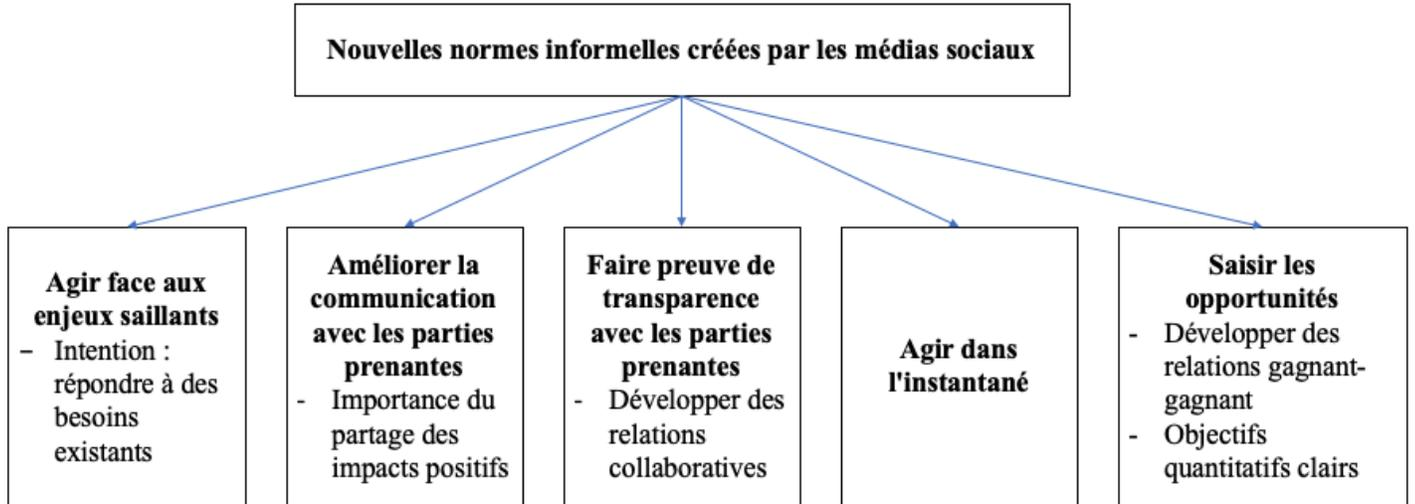 Nouvelles normes informelles créées par les médias sociaux
Agir face aux
enjeux saillants
– Intention :
répondre à des
besoins
existants
Améliorer la
communication
avec les parties
prenantes
- Importance du
partage des
impacts positifs
Faire preuve de
transparence
avec les parties
prenantes
- Développer des
relations
collaboratives
Agir dans
l'instantané
Saisir les
opportunités
- Développer des
relations gagnant-
gagnant
- Objectifs
quantitatifs clairs